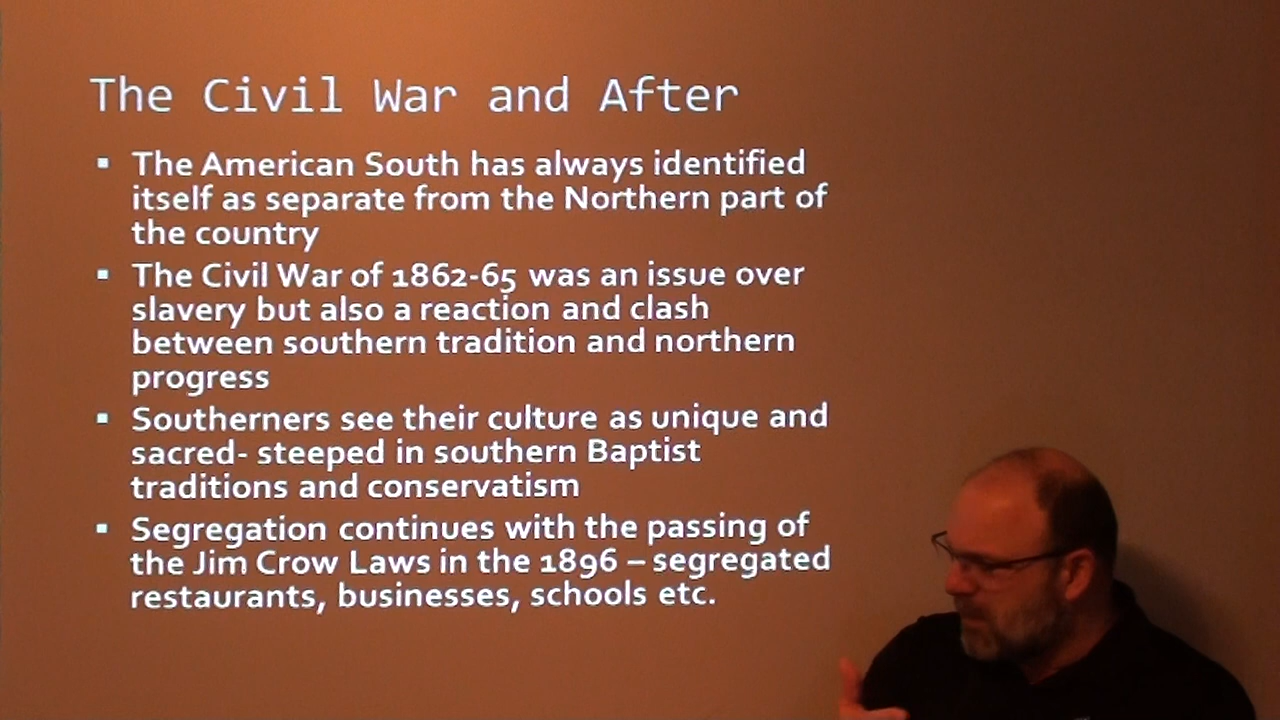 The Civil War and After
▪ The American South has always identified
itself as separate from the Northern part of
the country
▪ The Civil War of 1862-65 was an issue over
slavery but also a reaction and clash
between southern tradition and northern
progress
▪ Southerners see their culture as unique and
sacred- steeped in southern Baptist
traditions and conservatism
▪ Segregation continues with the passing of
the Jim Crow Laws in the 1896 – segregated
restaurants, businesses, schools etc.